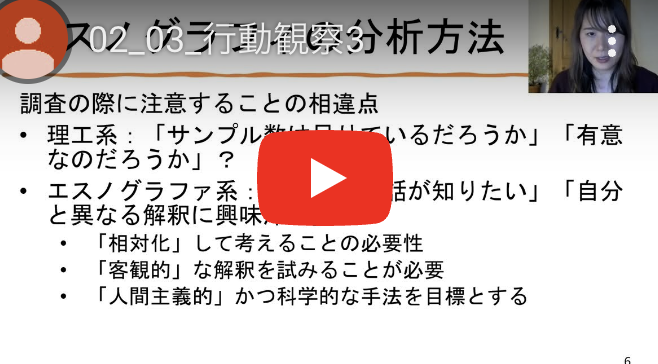 02_03_行動観察3
スノグラファの分析方法
調査の際に注意することの相違点
• 理工系：「サンプル数は足りているだろうか」「有意
なのだろうか」？
• エスノグラファ系： 話が知りたい」「自分
と異なる解釈に興味
• 「相対化」して考えることの必要性
• 「客観的」な解釈を試みることが必要
• 「人間主義的」かつ科学的な手法を目標とする
6